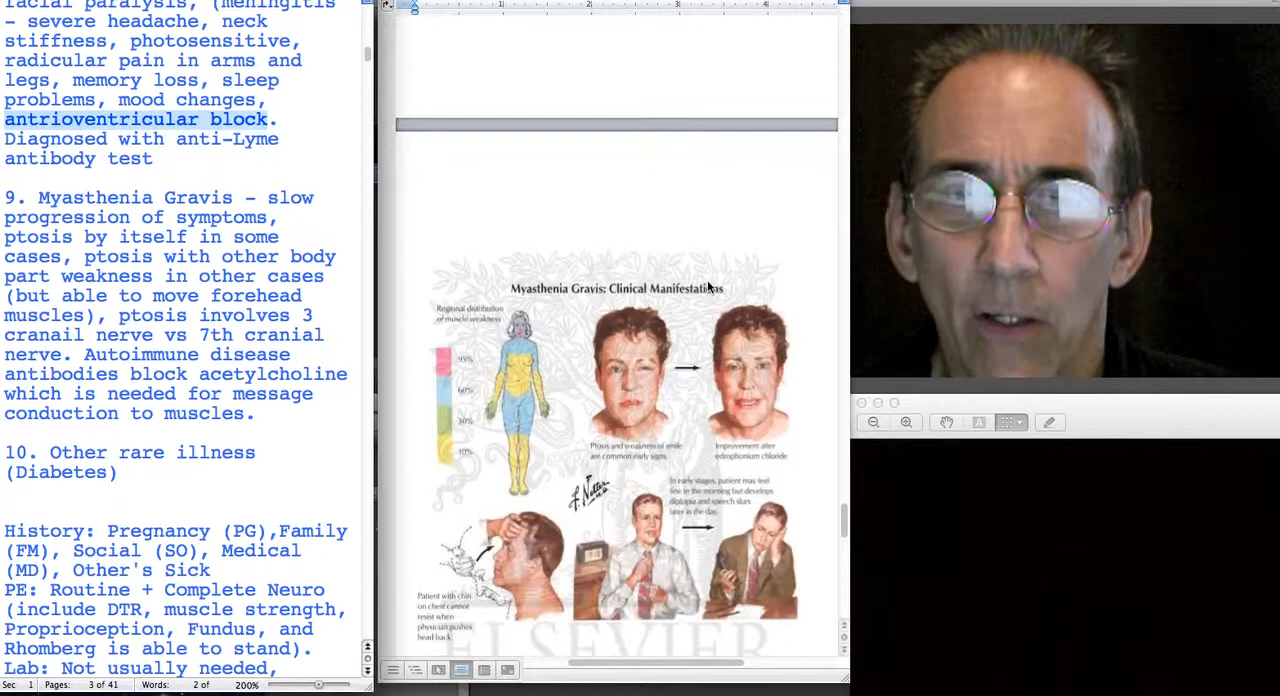 facial paralysis, (meningitis
– severe headache, neck
stiffness, photosensitive,
radicular pain in arms and
legs, memory loss, sleep
problems, mood changes,
antrioventricular block.
Diagnosed with anti-Lyme
antibody test
9. Myasthenia Gravis – slow
progression of symptoms,
ptosis by itself in some
cases, ptosis with other body
part weakness in other cases
(but able to move forehead
muscles), ptosis involves 3
cranail nerve vs 7th cranial
nerve. Autoimmune disease
antibodies block acetylcholine
which is needed for message
conduction to muscles.
10. Other rare illness
(Diabetes)
History: Pregnancy (PG),Family
(FM), Social (SO), Medical
(MD), Other's Sick
PE: Routine + Complete Neuro
(include DTR, muscle strength,
Proprioception, Fundus, and
Rhomberg is able to stand).
Lab: Not usually needed,
Sec 1 Pages: 3 of 41 Words: 2 of 200%
1 2 3 4
Myasthenia Gravis: Clinical Manifestations
Regional distribution
of muscle weakness
95%
60%
30%
10%
Ptosis and weakness of smile
are common early signs.
Improvement after
edrophonium chloride
In early stages, patient may feel
fine in the morning but develops
diplopia and speech slurs
later in the day.
Patient with chin
on chest cannot
resist when
physician pushes
head back.
ELSEVIER
A